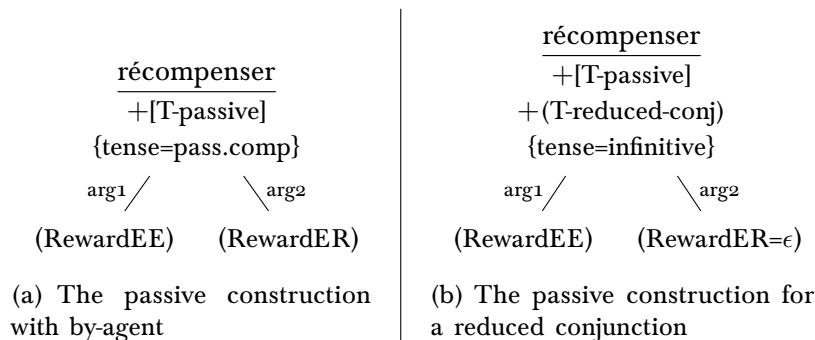 récompenser
+[T-passive]
{tense=pass.comp}
arg1 arg2
(RewardEE) (RewardER)
(a) The passive construction
with by-agent
récompenser
+[T-passive]
+(T-reduced-conj)
{tense=infinitive}
arg1 arg2
(RewardEE) (RewardER=ϵ)
(b) The passive construction for
a reduced conjunction